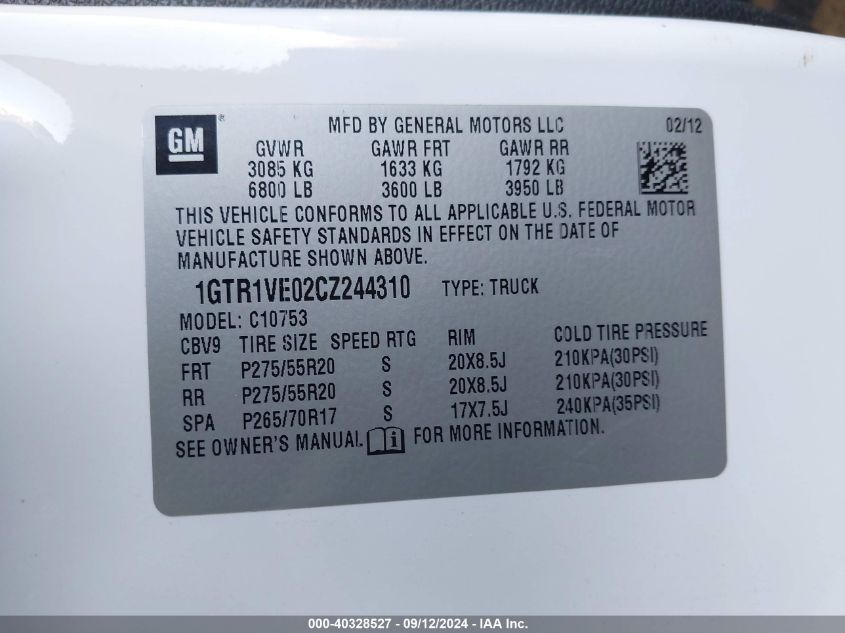 GM
MFD BY GENERAL MOTORS LLC 02/12
GVWR GAWR FRT GAWR RR
3085 KG 1633 KG 1792 KG
6800 LB 3600 LB 3950 LB
THIS VEHICLE CONFORMS TO ALL APPLICABLE U.S. FEDERAL MOTOR
VEHICLE SAFETY STANDARDS IN EFFECT ON THE DATE OF
MANUFACTURE SHOWN ABOVE.
1GTR1VE02CZ244310 TYPE: TRUCK
MODEL: C10753
CBV9 TIRE SIZE SPEED RTG RIM COLD TIRE PRESSURE
FRT P275/55R20 S 20X8.5J 210KPA(30PSI)
RR P275/55R20 S 20X8.5J 210KPA(30PSI)
SPA P265/70R17 S 17X7.5J 240KPA(35PSI)
SEE OWNER'S MANUAL. i FOR MORE INFORMATION.
000-40328527 - 09/12/2024 - IAA Inc.